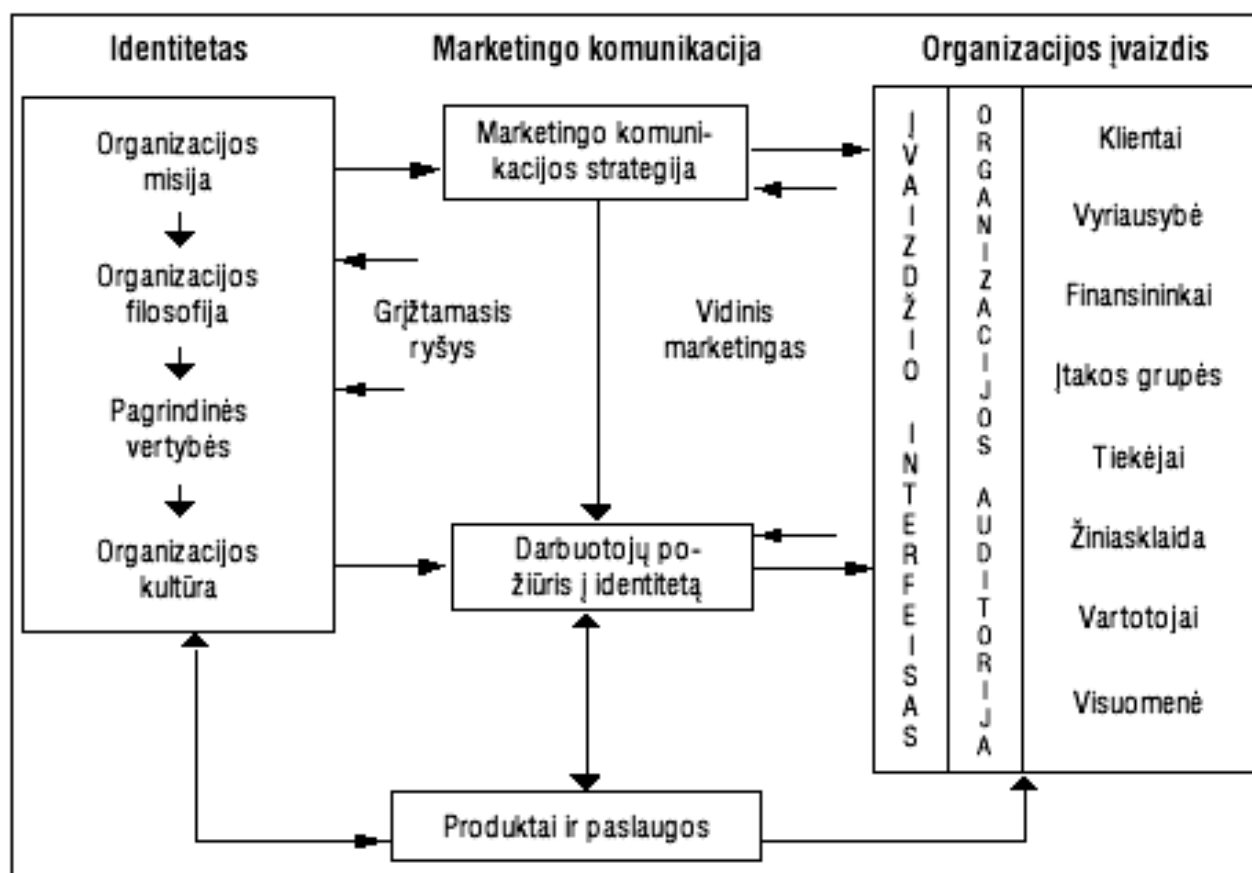 Identitetas
Marketingo komunikacija
Organizacijos įvaizdis
Organizacijos
misija
Organizacijos
filosofija
Pagrindinės
vertybės
Organizacijos
kultūra
Marketingo komuni-
kacijos strategija
Grįžtamasis
ryšys
Vidinis
marketingas
Darbuotojų po-
žiūris į identitetą
Produktai ir paslaugos
ĮVAIZDŽIO INTERFEISAS
ORGANIZACIJOS AUDITORIJA
Klientai
Vyriausybė
Finansininkai
Įtakos grupės
Tiekėjai
Žiniasklaida
Vartotojai
Visuomenė